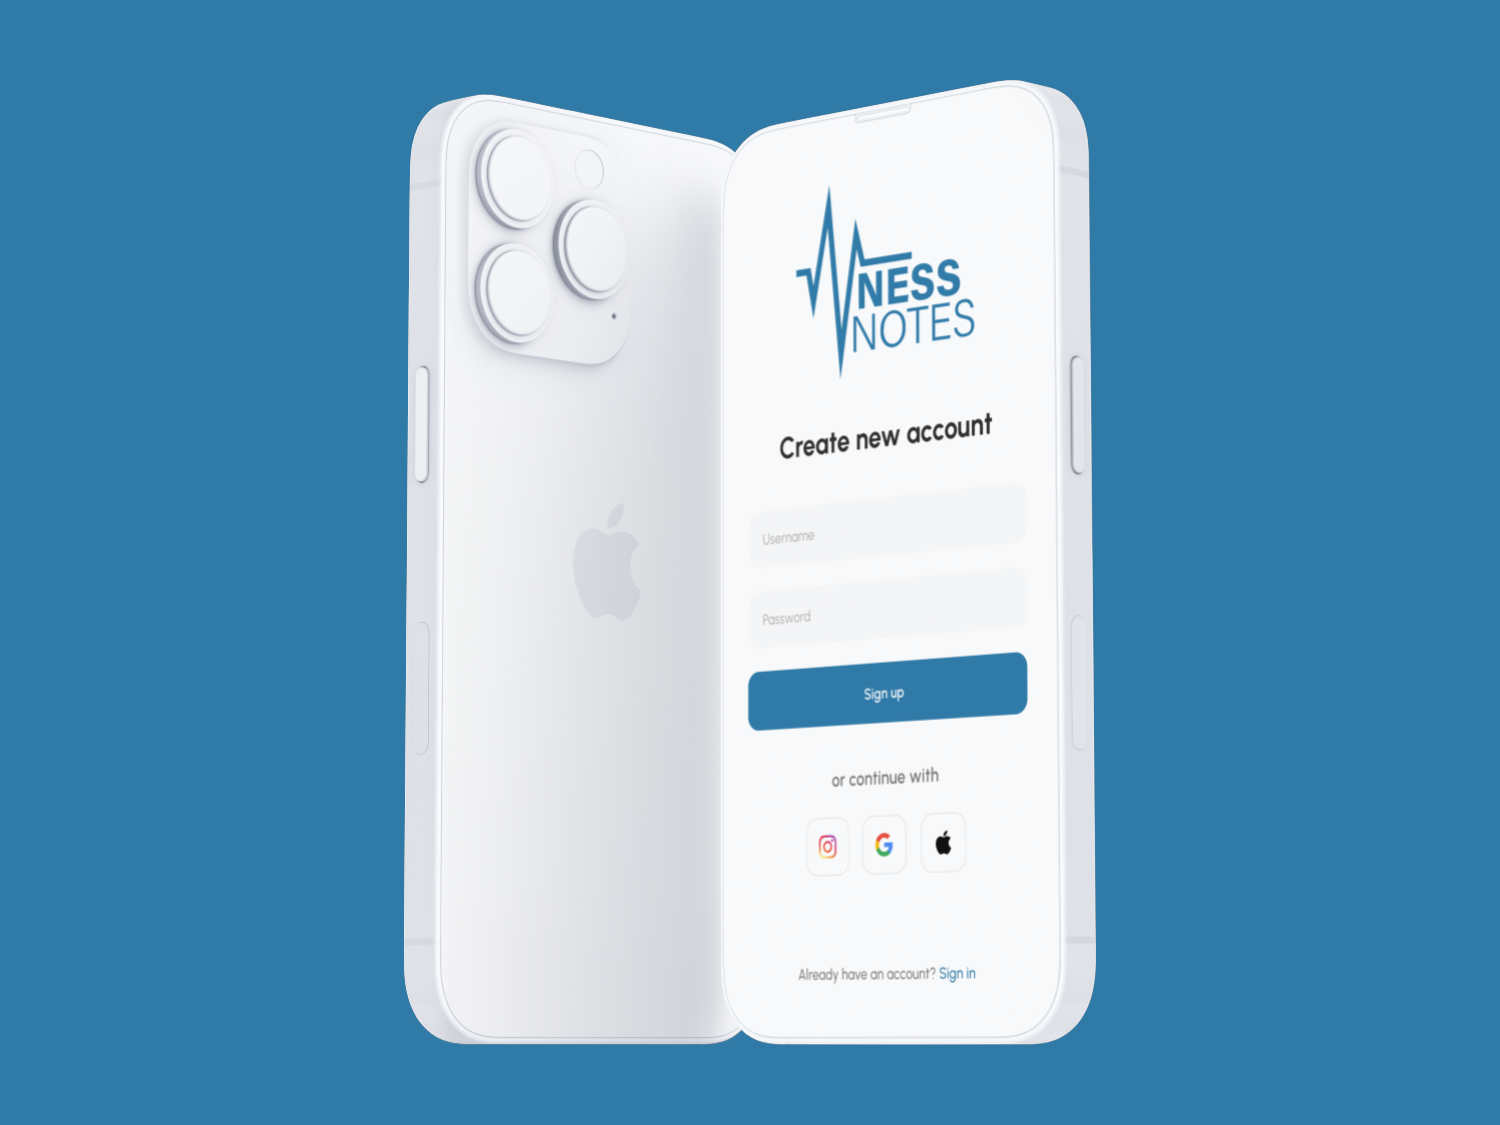 NESS
NOTES
Create new account
Username
Password
Sign up
or continue with
Already have an account? Sign in